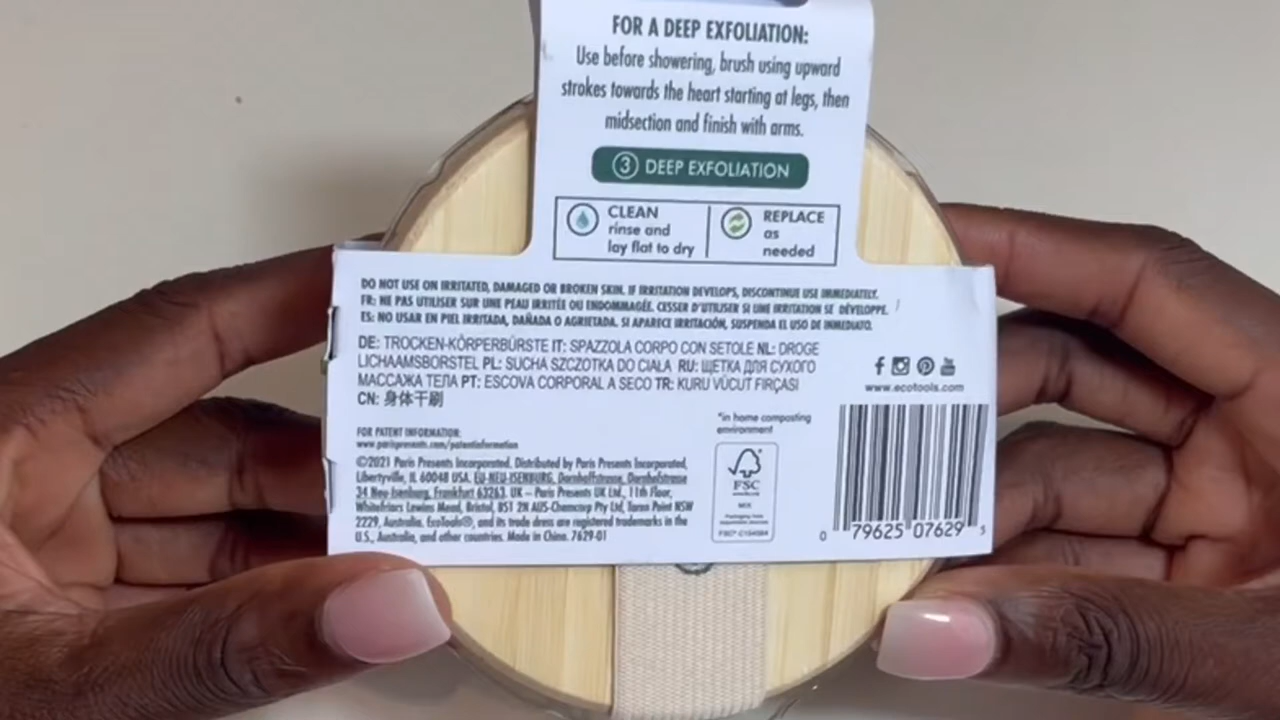 FOR A DEEP EXFOLIATION:
Use before showering, brush using upward
strokes towards the heart starting at legs, then
midsection and finish with arms.
3 DEEP EXFOLIATION
CLEAN
rinse and
lay flat to dry
REPLACE
as
needed
DO NOT USE ON IRRITATED, DAMAGED OR BROKEN SKIN. IF IRRITATION DEVELOPS, DISCONTINUE USE IMMEDIATELY.
FR: NE PAS UTILISER SUR UNE PEAU IRRITÉE OU ENDOMMAGÉE. CESSER D'UTILISER SI UNE IRRITATION SE DÉVELOPPE.
ES: NO USAR EN PIEL IRRITADA, DAÑADA O AGRIETADA. SI APARECE IRRITACIÓN, SUSPENDA EL USO DE INMEDIATO.
DE: TROCKEN-KÖRPERBÜRSTE IT: SPAZZOLA CORPO CON SETOLE NL: DROGE
LICHAAMSBORSTEL PL: SUCHA SZCZOTKA DO CIAŁA RU: ЩЕТКА ДЛЯ СУХОГО
МАССАЖА ТЕЛА PT: ESCOVA CORPORAL A SECO TR: KURU VÜCUT FIRÇASI
CN: 身体干刷
You Tube
www.ecotools.com
*in home composting
environment
FOR PATENT INFORMATION:
www.parispresents.com/patentinformation
©2021 Paris Presents Incorporated. Distributed by Paris Presents Incorporated,
Libertyville, IL 60048 USA. EU-NEU-ISENBURG, Dornhoffstrasse, Dornhofstrasse
34 Neu-Isenburg, Frankfurt 63263. UK – Paris Presents UK Ltd., 11th Floor,
Whitefriars Lewins Mead, Bristol, BS1 2N AUS-Chemcorp Pty Ltd, Taren Point NSW
2229, Australia. EcoTools®, and its trade dress are registered trademarks in the
U.S., Australia, and other countries. Made in China. 7629-01
FSC
MIX
0 79625 07629 5